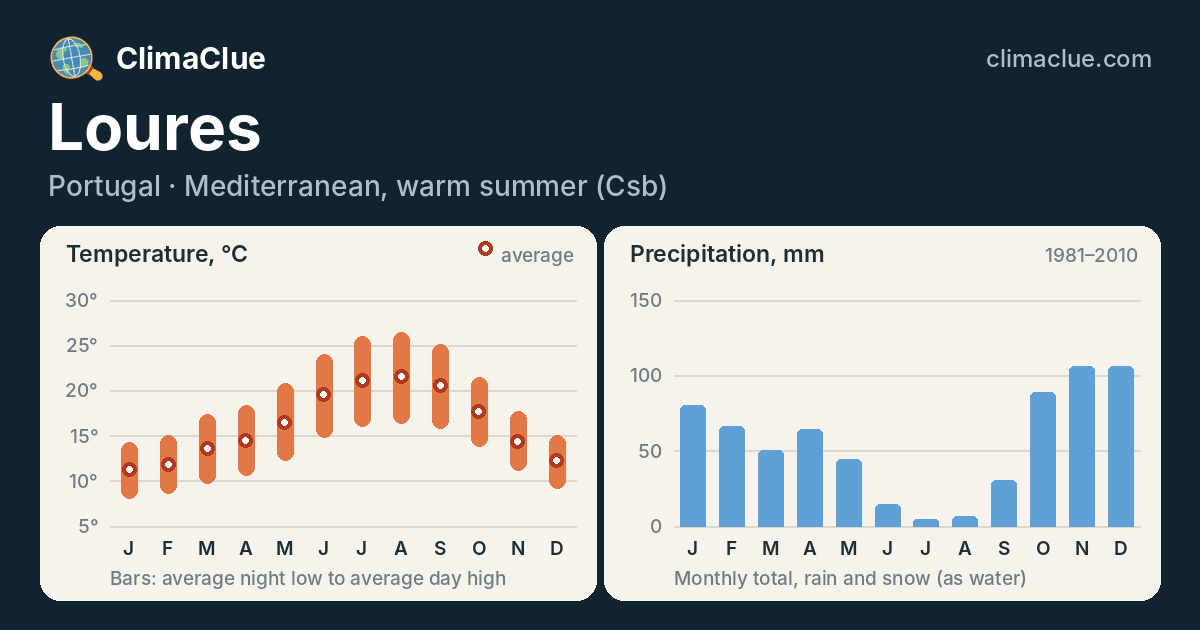 ClimaClue
climaclue.com
Loures
Portugal · Mediterranean, warm summer (Csb)
Temperature, °C
average
30°
25°
20°
15°
10°
5°
J F M A M J J A S O N D
Bars: average night low to average day high
Precipitation, mm
1981–2010
150
100
50
0
J F M A M J J A S O N D
Monthly total, rain and snow (as water)